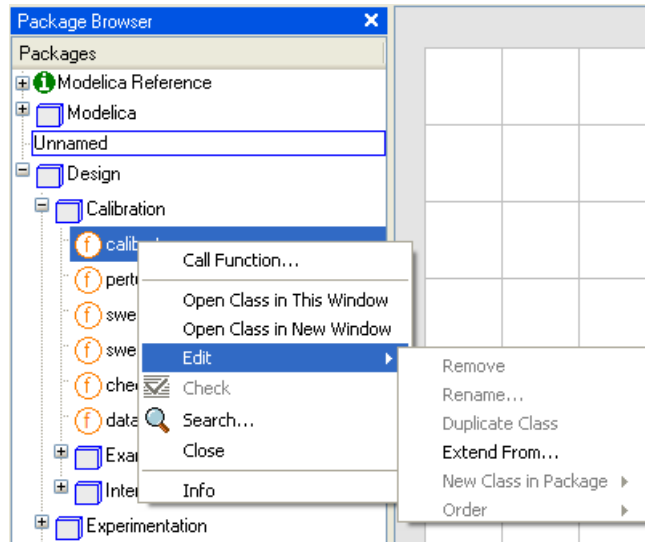 Package Browser
Packages
Modelica Reference
Modelica
Unnamed
Design
Calibration
Call Function...
Open Class in This Window
Open Class in New Window
Edit
Check
Search...
Close
Info
Remove
Rename...
Duplicate Class
Extend From...
New Class in Package
Order
Experimentation